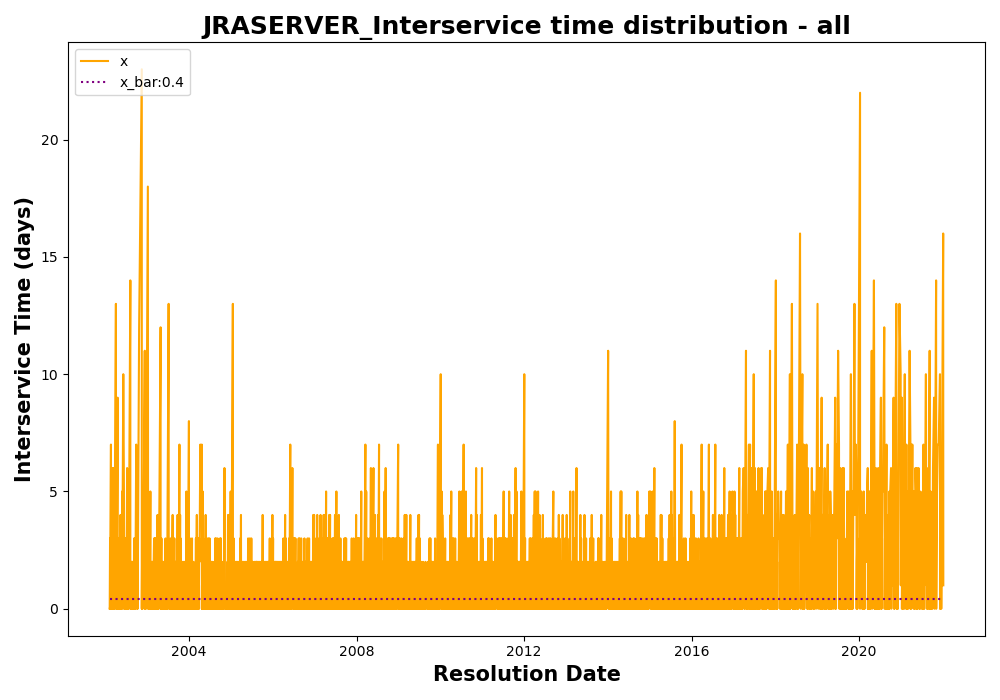 JRASERVER_Interservice time distribution - all
x
x_bar:0.4
Interservice Time (days)
20
15
10
5
0
2004 2008 2012 2016 2020
Resolution Date